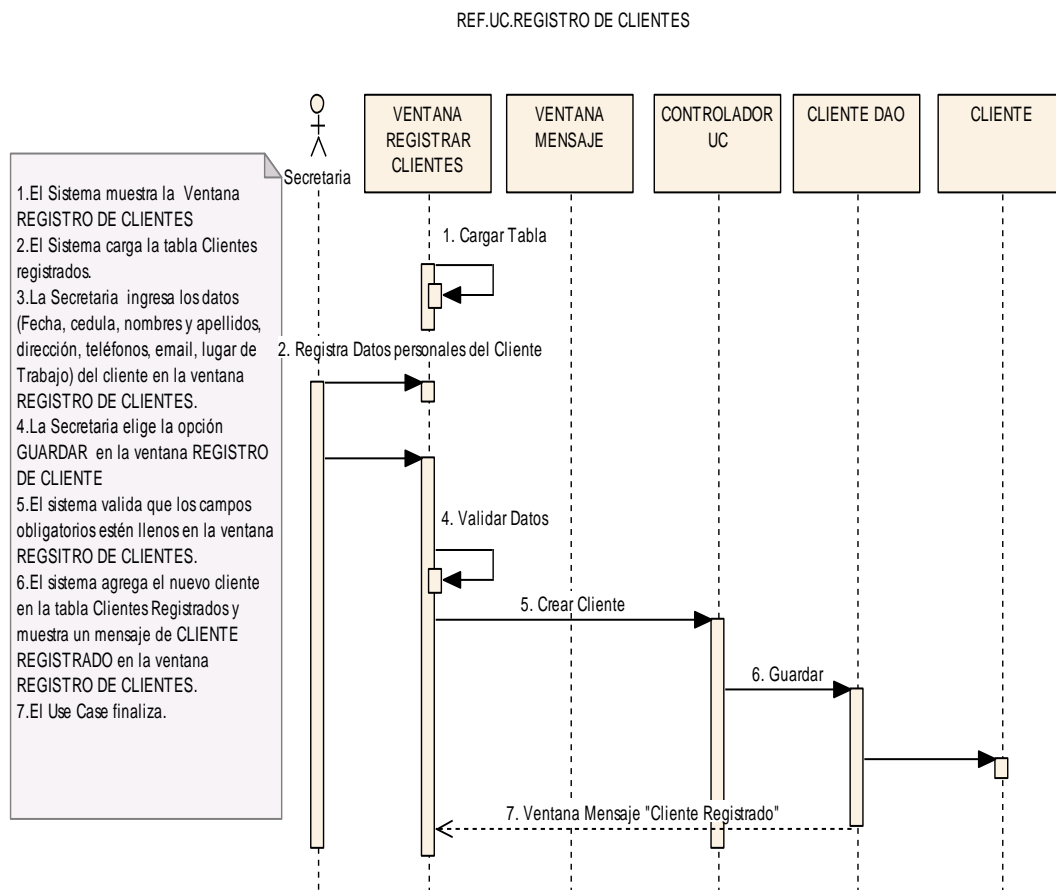 REF.UC.REGISTRO DE CLIENTES
Secretaria
VENTANA
REGISTRAR
CLIENTES
VENTANA
MENSAJE
CONTROLADOR
UC
CLIENTE DAO
CLIENTE
1.El Sistema muestra la Ventana
REGISTRO DE CLIENTES
2.El Sistema carga la tabla Clientes
registrados.
3.La Secretaria ingresa los datos
(Fecha, cedula, nombres y apellidos,
dirección, teléfonos, email, lugar de
Trabajo) del cliente en la ventana
REGISTRO DE CLIENTES.
4.La Secretaria elige la opción
GUARDAR en la ventana REGISTRO
DE CLIENTE
5.El sistema valida que los campos
obligatorios estén llenos en la ventana
REGSITRO DE CLIENTES.
6.El sistema agrega el nuevo cliente
en la tabla Clientes Registrados y
muestra un mensaje de CLIENTE
REGISTRADO en la ventana
REGISTRO DE CLIENTES.
7.El Use Case finaliza.
1. Cargar Tabla
2. Registra Datos personales del Cliente
4. Validar Datos
5. Crear Cliente
6. Guardar
7. Ventana Mensaje "Cliente Registrado"